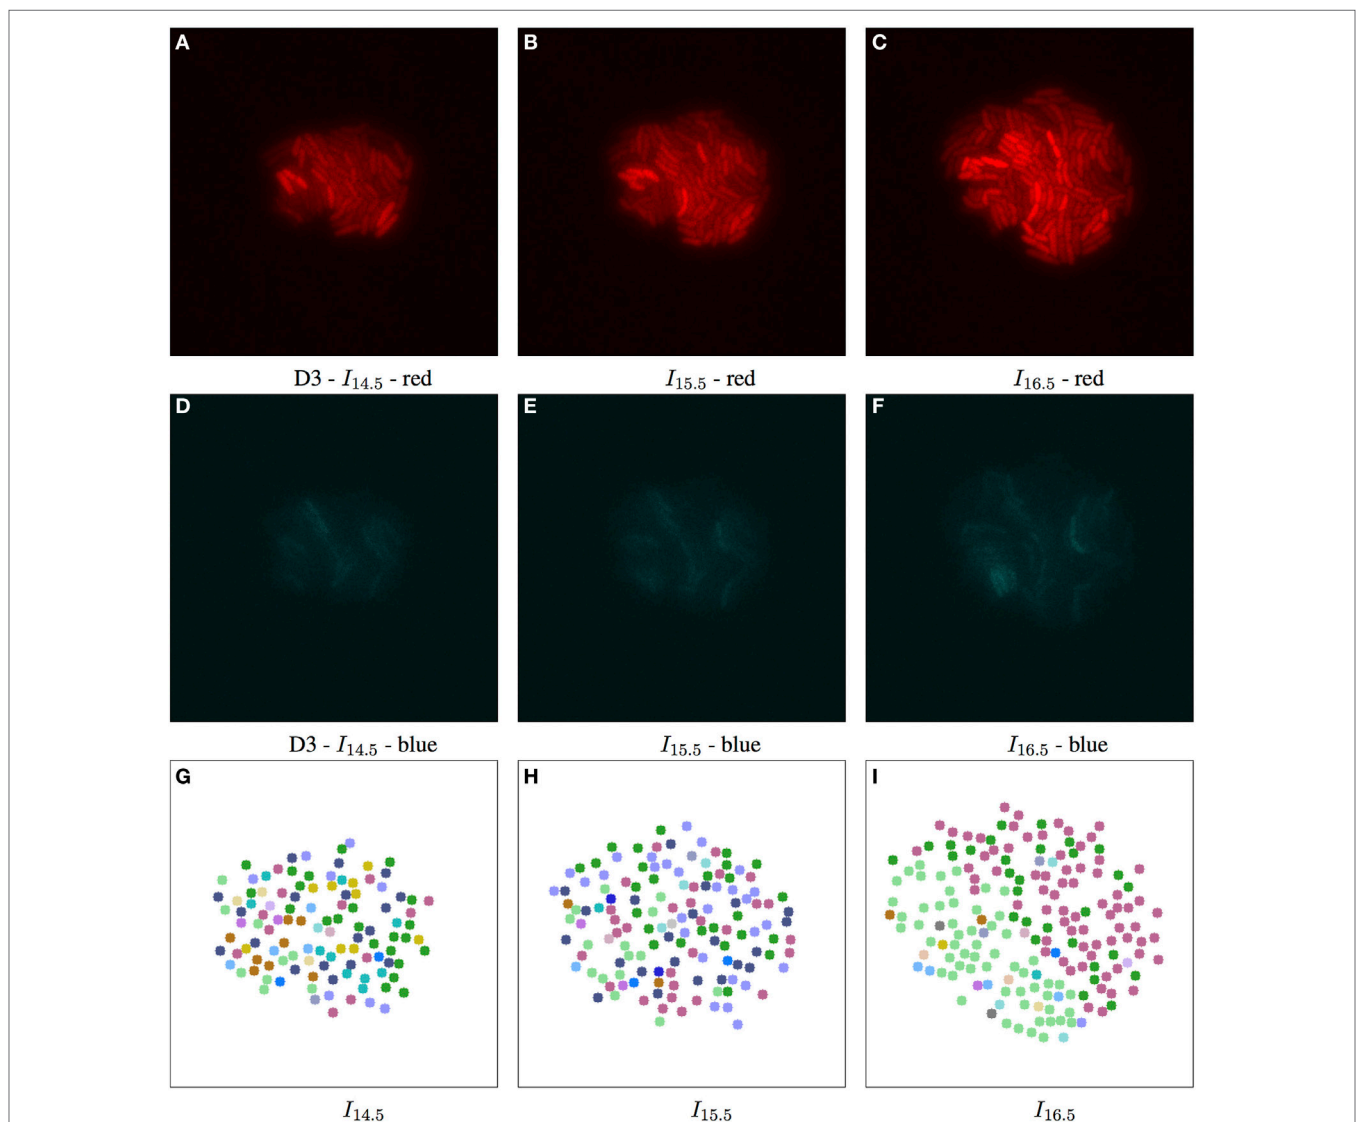 A B C
D3 - I14.5 - red I15.5 - red I16.5 - red
D E F
D3 - I14.5 - blue I15.5 - blue I16.5 - blue
G H I
I14.5 I15.5 I16.5